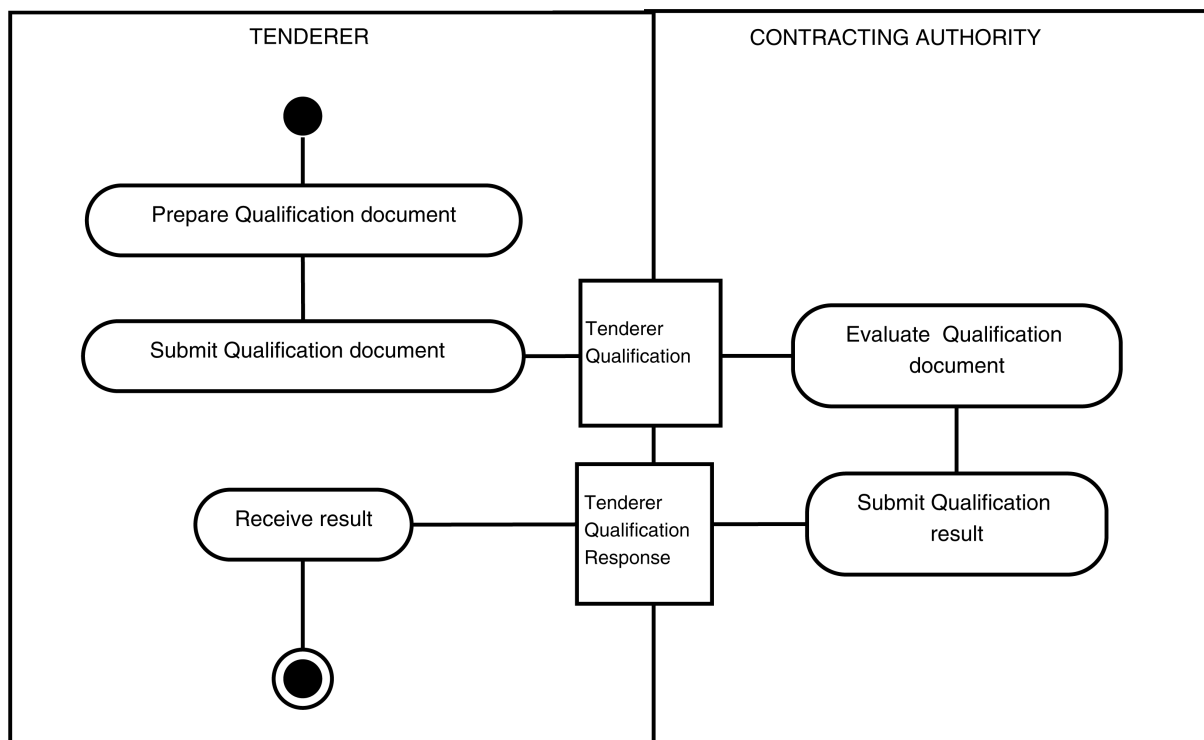 TENDERER
CONTRACTING AUTHORITY
Prepare Qualification document
Submit Qualification document
Tenderer
Qualification
Evaluate Qualification
document
Receive result
Tenderer
Qualification
Response
Submit Qualification
result